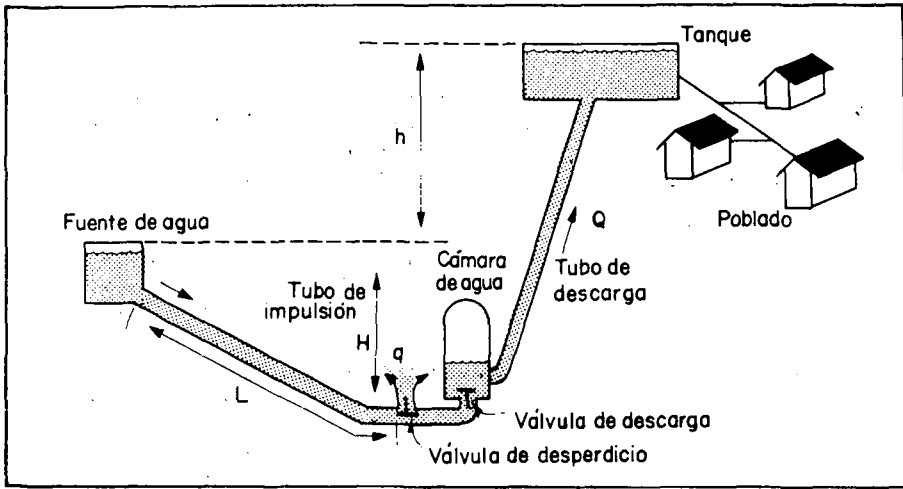 Tanque
h
Fuente de agua
Poblado
Q
Cámara
de agua
Tubo de
descarga
Tubo de
impulsión
H
q
L
Válvula de descarga
Válvula de desperdicio